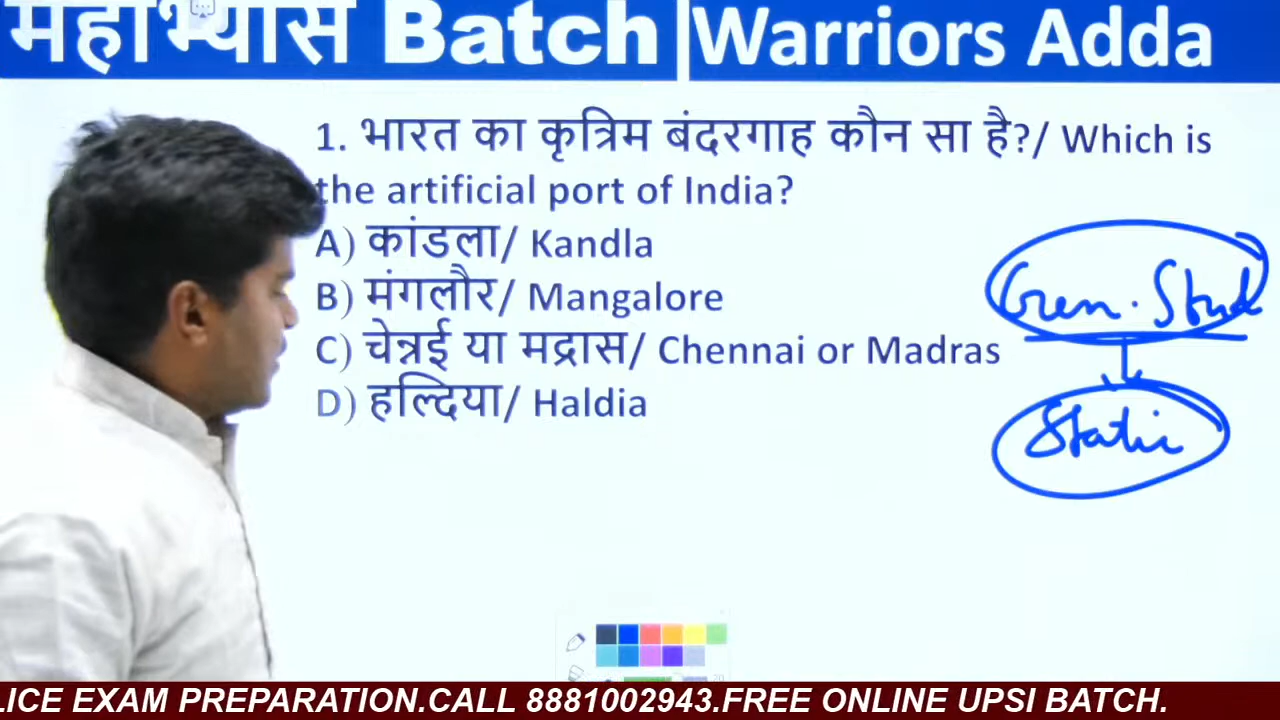 महाभ्यास Batch Warriors Adda
1. भारत का कृत्रिम बंदरगाह कौन सा है?/ Which is
the artificial port of India?
A) कांडला/ Kandla
B) मंगलौर/ Mangalore
C) चेन्नई या मद्रास/ Chennai or Madras
D) हल्दिया/ Haldia
Gen. Stud
Static
LICE EXAM PREPARATION.CALL 8881002943.FREE ONLINE UPSI BATCH.